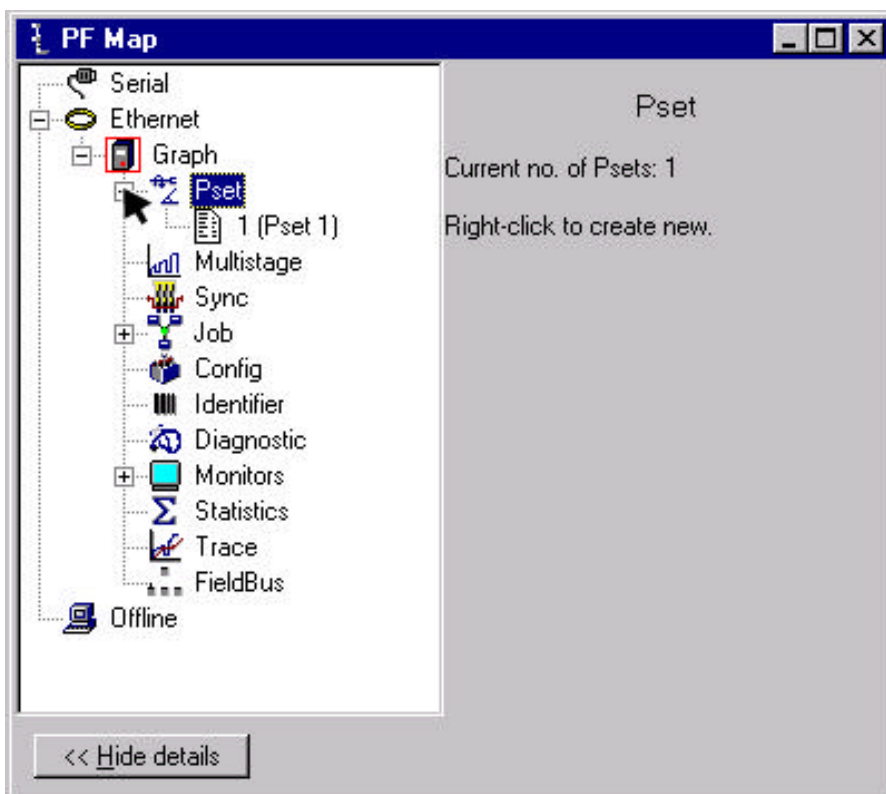 PF Map
Serial
Ethernet
Graph
Pset
1 (Pset 1)
Multistage
Sync
Job
Config
Identifier
Diagnostic
Monitors
Statistics
Trace
FieldBus
Offline
Pset
Current no. of Psets: 1
Right-click to create new.
<< Hide details